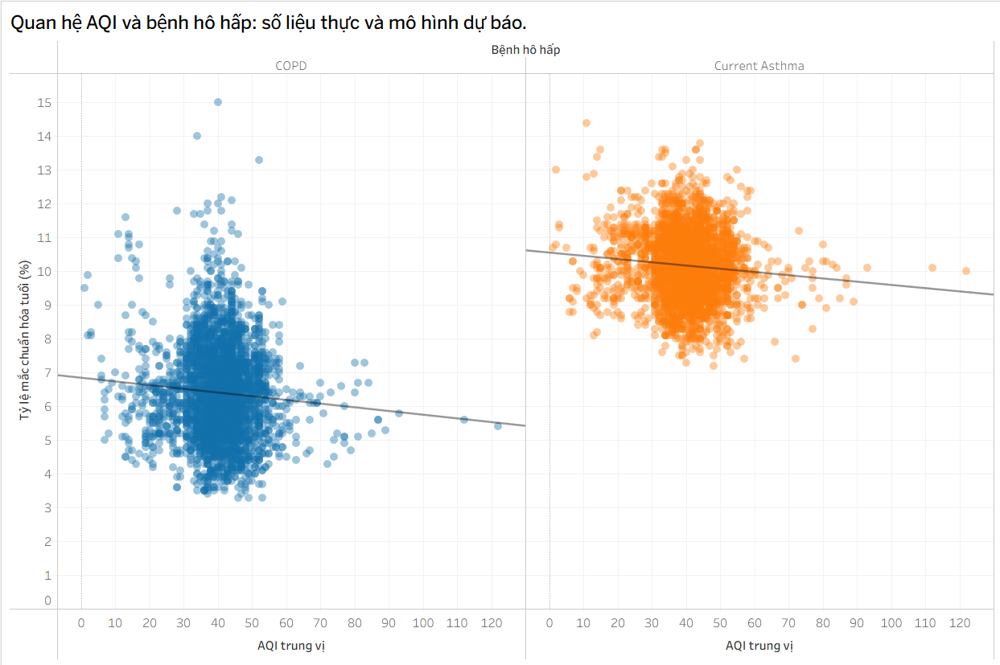 Quan hệ AQI và bệnh hô hấp: số liệu thực và mô hình dự báo.
Bệnh hô hấp
COPD
Current Asthma
Tỷ lệ mắc chuẩn hóa tuổi (%)
15
14
13
12
11
10
9
8
7
6
5
4
3
2
1
0
0 10 20 30 40 50 60 70 80 90 100 110 120
0 10 20 30 40 50 60 70 80 90 100 110 120
AQI trung vị
AQI trung vị